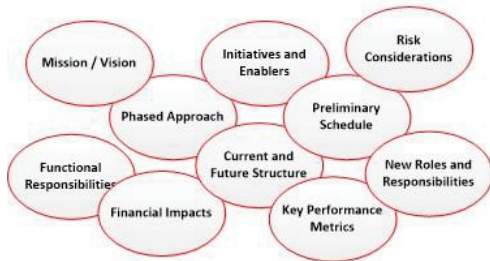 Mission / Vision
Initiatives and
Enablers
Risk
Considerations
Phased Approach
Preliminary
Schedule
Functional
Responsibilities
Current and
Future Structure
New Roles and
Responsibilities
Financial Impacts
Key Performance
Metrics